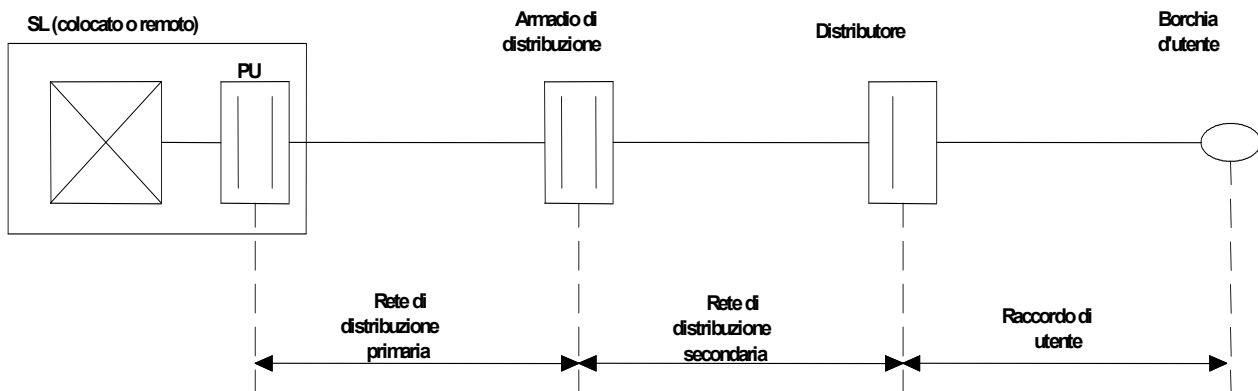 SL (colocato o remoto)
PU
Armadio di
distribuzione
Distributore
Borchia
d'utente
Rete di
distribuzione
primaria
Rete di
distribuzione
secondaria
Raccordo di
utente